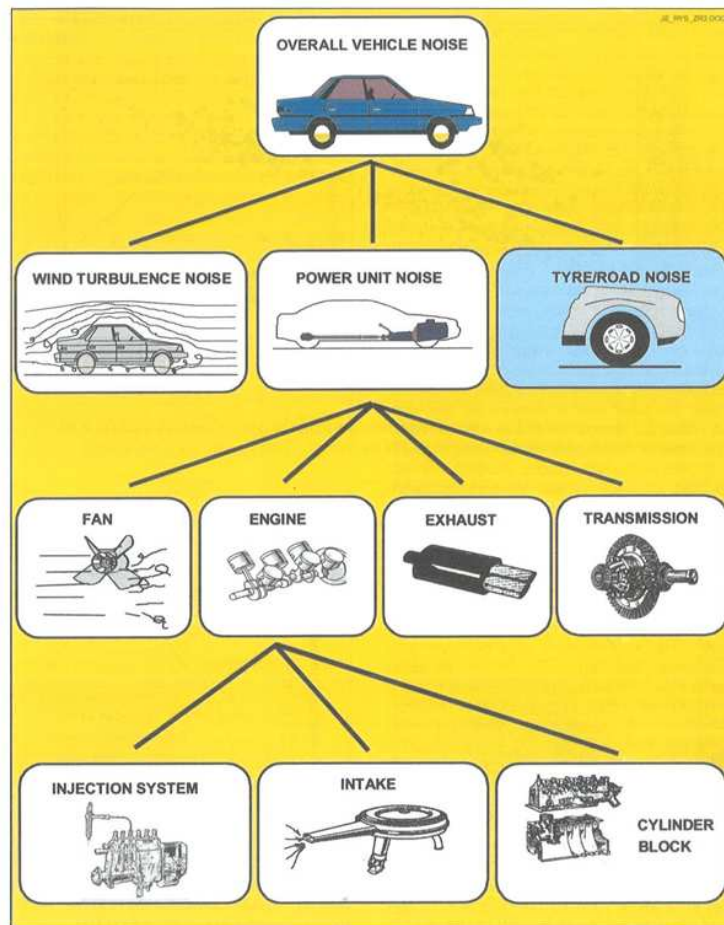 OVERALL VEHICLE NOISE
WIND TURBULENCE NOISE
POWER UNIT NOISE
TYRE/ROAD NOISE
FAN
ENGINE
EXHAUST
TRANSMISSION
INJECTION SYSTEM
INTAKE
CYLINDER
BLOCK